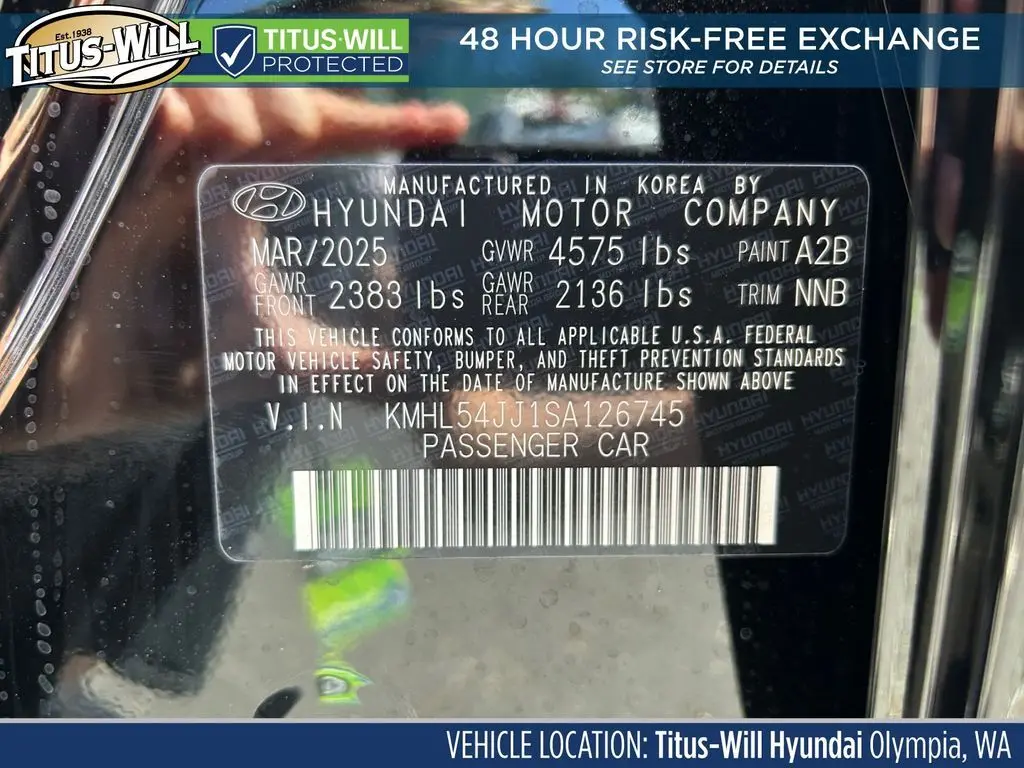 Est. 1938
TITUS-WILL
TITUS-WILL
PROTECTED
48 HOUR RISK-FREE EXCHANGE
SEE STORE FOR DETAILS
MANUFACTURED IN KOREA BY
HYUNDAI MOTOR COMPANY
MAR/2025 GVWR 4575 lbs PAINT A2B
GAWR FRONT 2383 lbs GAWR REAR 2136 lbs TRIM NNB
THIS VEHICLE CONFORMS TO ALL APPLICABLE U.S.A. FEDERAL
MOTOR VEHICLE SAFETY, BUMPER, AND THEFT PREVENTION STANDARDS
IN EFFECT ON THE DATE OF MANUFACTURE SHOWN ABOVE
V.I.N KMHL54JJ1SA126745
PASSENGER CAR
VEHICLE LOCATION: Titus-Will Hyundai Olympia, WA